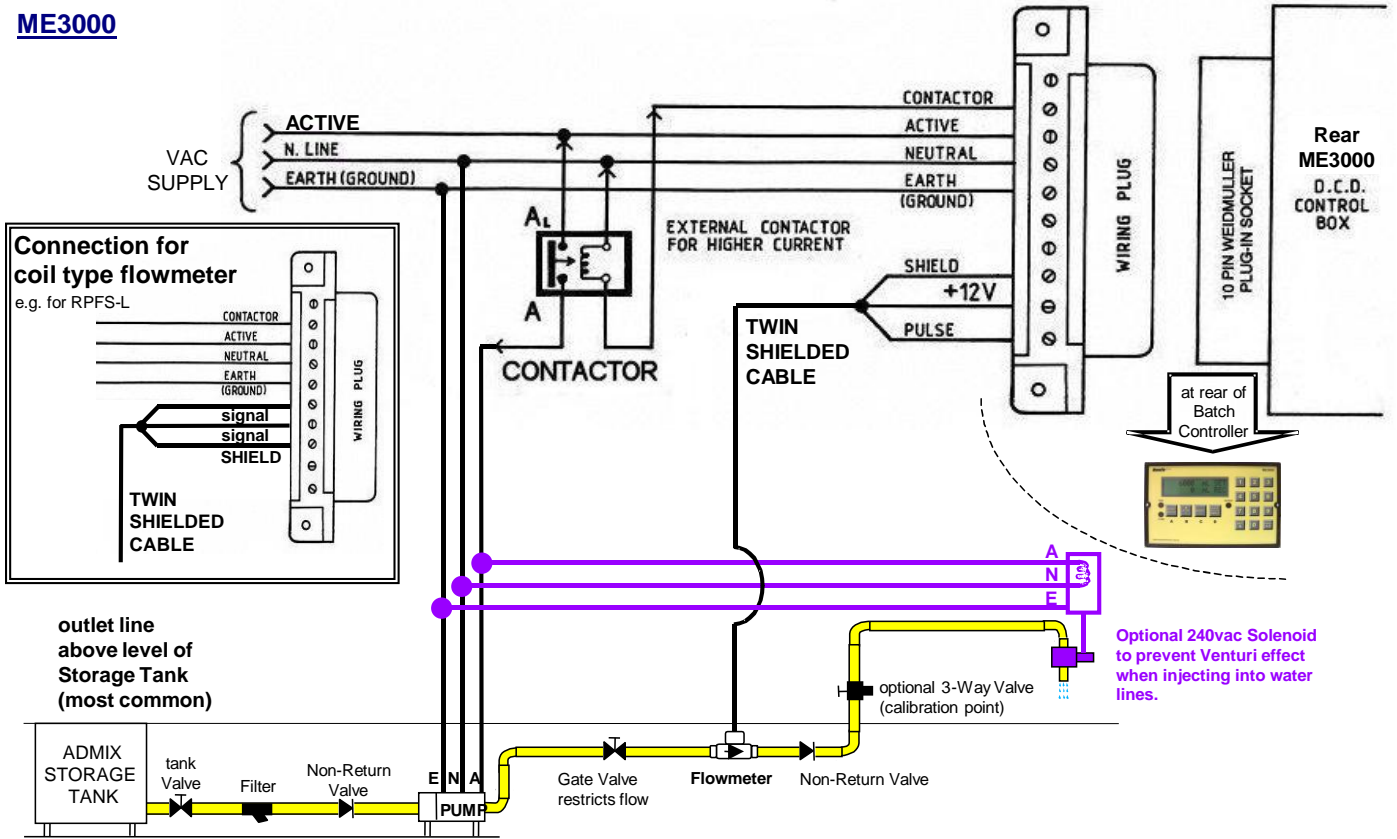 ME3000
VAC
SUPPLY
ACTIVE
N. LINE
EARTH (GROUND)
CONTACTOR
ACTIVE
NEUTRAL
EARTH
(GROUND)
SHIELD
+12V
PULSE
WIRING PLUG
10 PIN WEIDMULLER
PLUG-IN SOCKET
Rear
ME3000
D.C.D.
CONTROL
BOX
AL
A
EXTERNAL CONTACTOR
FOR HIGHER CURRENT
CONTACTOR
TWIN
SHIELDED
CABLE
at rear of
Batch
Controller
Connection for
coil type flowmeter
e.g. for RPFS-L
CONTACTOR
ACTIVE
NEUTRAL
EARTH
(GROUND)
signal
signal
SHIELD
WIRING PLUG
TWIN
SHIELDED
CABLE
A
N
E
Optional 240vac Solenoid
to prevent Venturi effect
when injecting into water
lines.
outlet line
above level of
Storage Tank
(most common)
optional 3-Way Valve
(calibration point)
ADMIX
STORAGE
TANK
tank
Valve
Filter
Non-Return
Valve
E N A
PUMP
Gate Valve
restricts flow
Flowmeter
Non-Return Valve